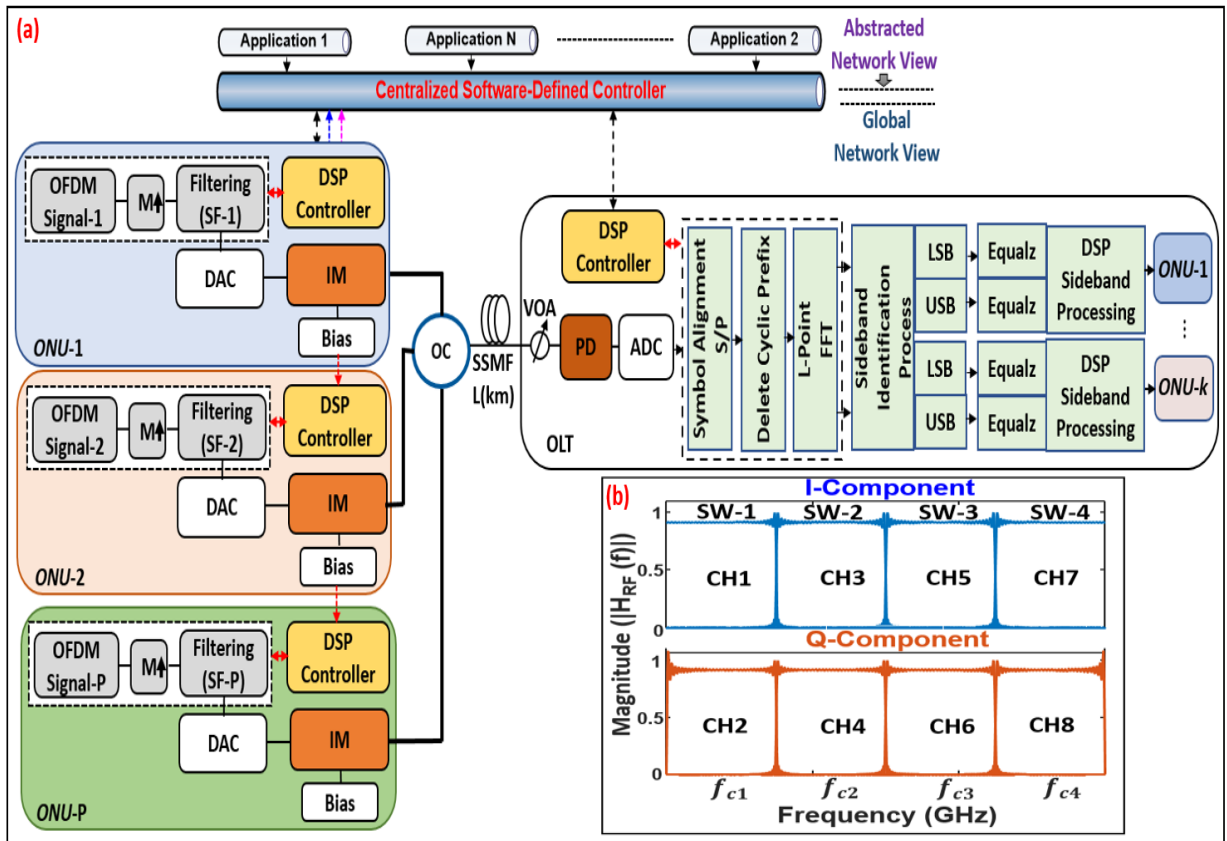 (a)
Application 1
Application N
Application 2
Abstracted
Network View
Centralized Software-Defined Controller
Global
Network View
OFDM
Signal-1
M
Filtering
(SF-1)
DSP
Controller
DAC
IM
Bias
ONU-1
OFDM
Signal-2
M
Filtering
(SF-2)
DSP
Controller
DAC
IM
Bias
ONU-2
OFDM
Signal-P
M
Filtering
(SF-P)
DSP
Controller
DAC
IM
Bias
ONU-P
OC
SSMF
L(km)
VOA
PD
ADC
DSP
Controller
OLT
Symbol Alignment
S/P
Delete Cyclic Prefix
L-Point
FFT
Sideband
Identification
Process
LSB
USB
LSB
USB
Equalz
Equalz
Equalz
Equalz
DSP
Sideband
Processing
DSP
Sideband
Processing
ONU-1
ONU-k
(b)
I-Component
SW-1 SW-2 SW-3 SW-4
CH1 CH3 CH5 CH7
1
0.5
0
Q-Component
CH2 CH4 CH6 CH8
1
0.5
0
Magnitude (|H_RF (f)|)
f_c1 f_c2 f_c3 f_c4
Frequency (GHz)